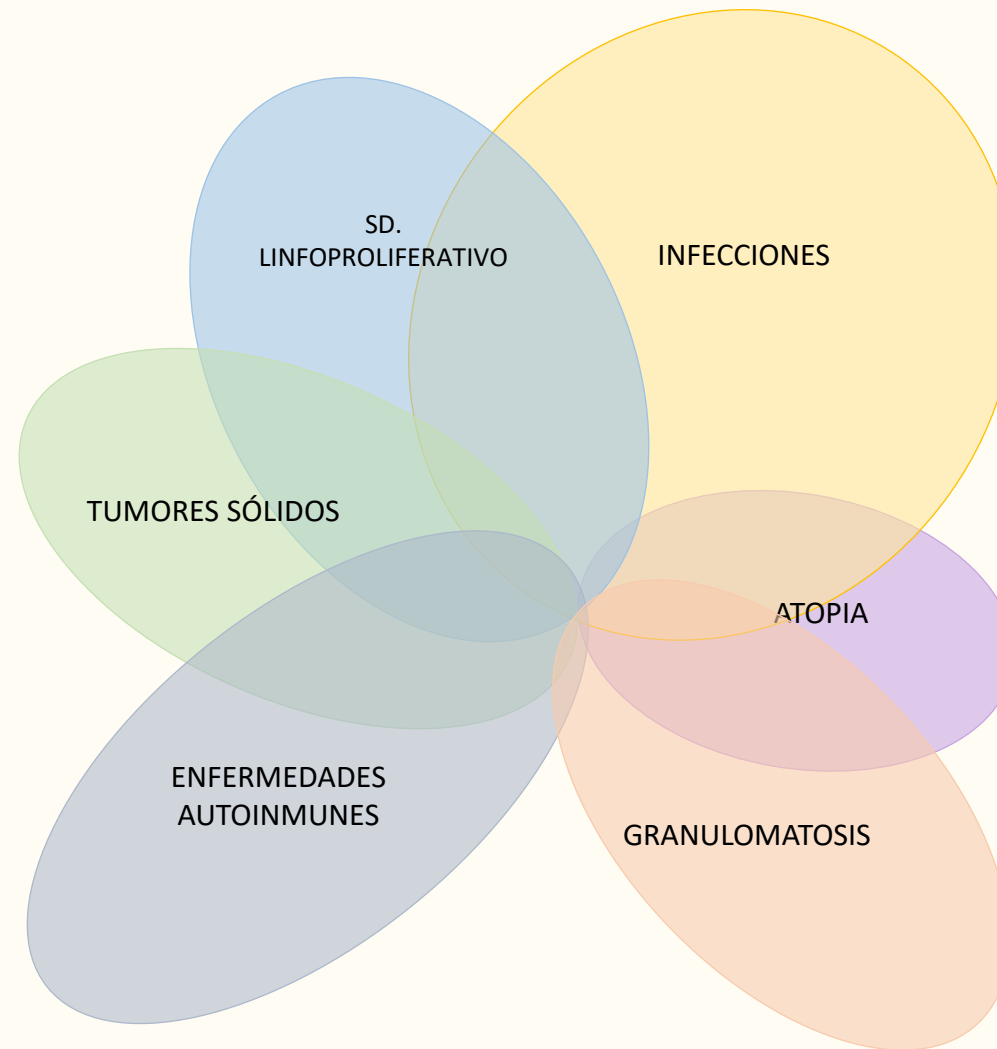 SD.
LINFOPROLIFERATIVO
INFECCIONES
TUMORES SÓLIDOS
ATOPIA
ENFERMEDADES
AUTOINMUNES
GRANULOMATOSIS